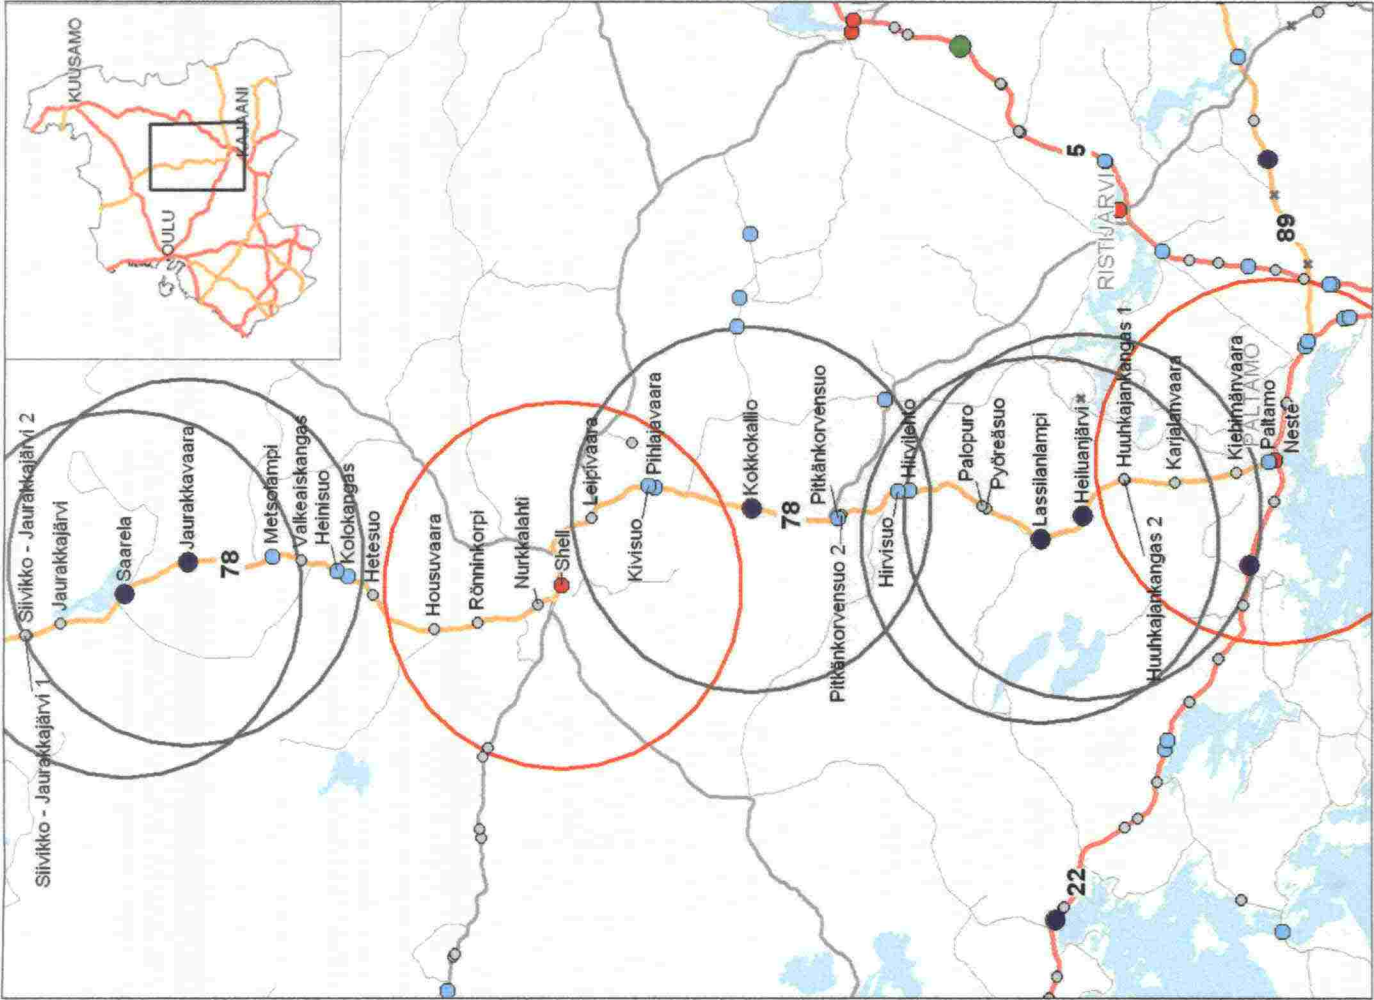 KUUSAMO
OULU
KAJAANI
Siivikko - Jaurakkajärvi 2
Siivikko - Jaurakkajärvi 1
Jaurakkajärvi
Saarela
Jaurakkavaara
78
Metsolampi
Valkeaiskangas
Heinisuo
Kolokangas
Hetesuo
Housuvaara
Rönninkorpi
Nurkkalahti
Shell
Leipivaara
Kivisuo
Pihlajavaara
Kokkokallio
78
Pitkänkorvensuo
Pitkänkorvensuo 2
Hirvisuo
Hirvilehto
Palopuro
Pyöreäsuo
Lassilanlampi
Heiluanjärvi
Huuhkajankangas 1
Huuhkajankangas 2
Karjalanvaara
Kiehimänvaara
PALTAMO
Paltamo
Neste
5
RISTIJÄRVI
89
22